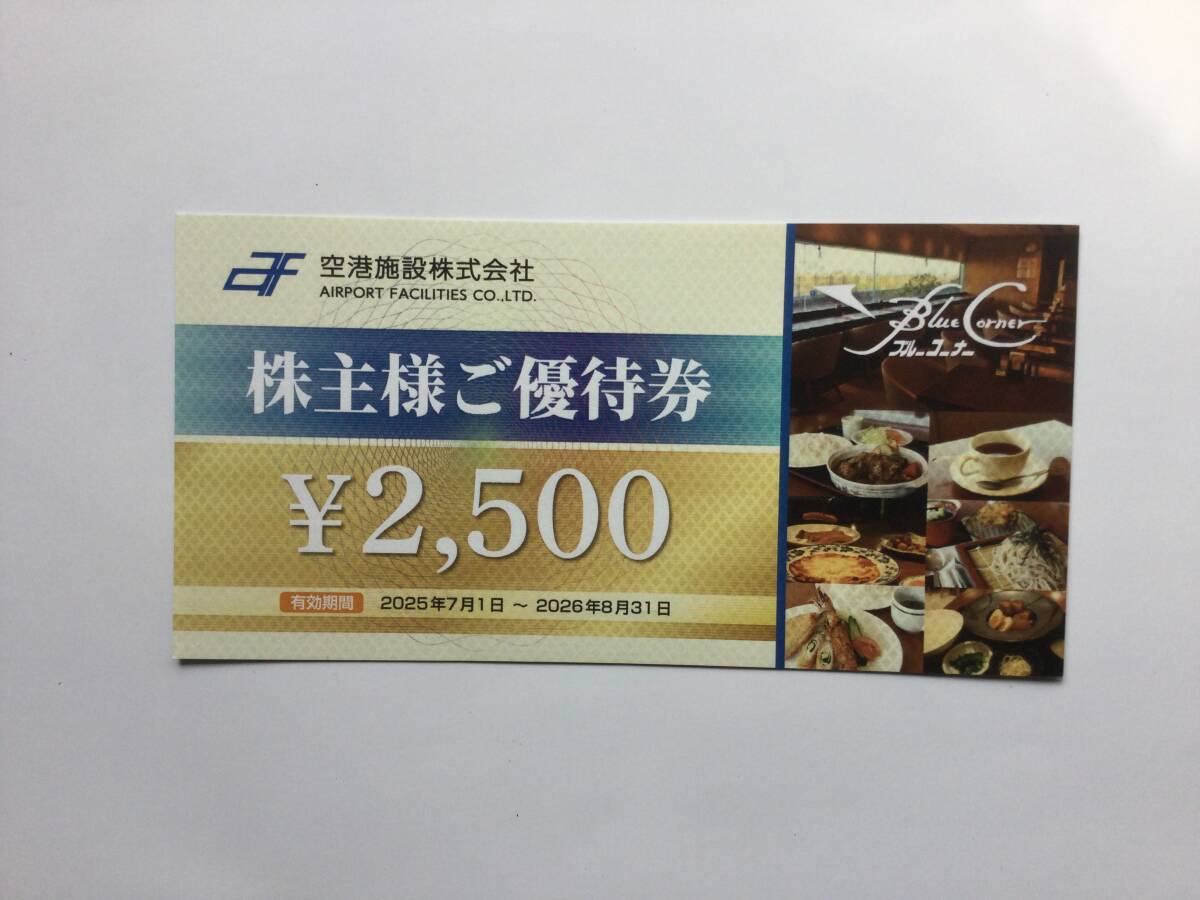 空港施設株式会社
AIRPORT FACILITIES CO.,LTD.
株主様ご優待券
¥2,500
有効期間 2025年7月1日 ～ 2026年8月31日
Blue Corner
ブルーコーナー